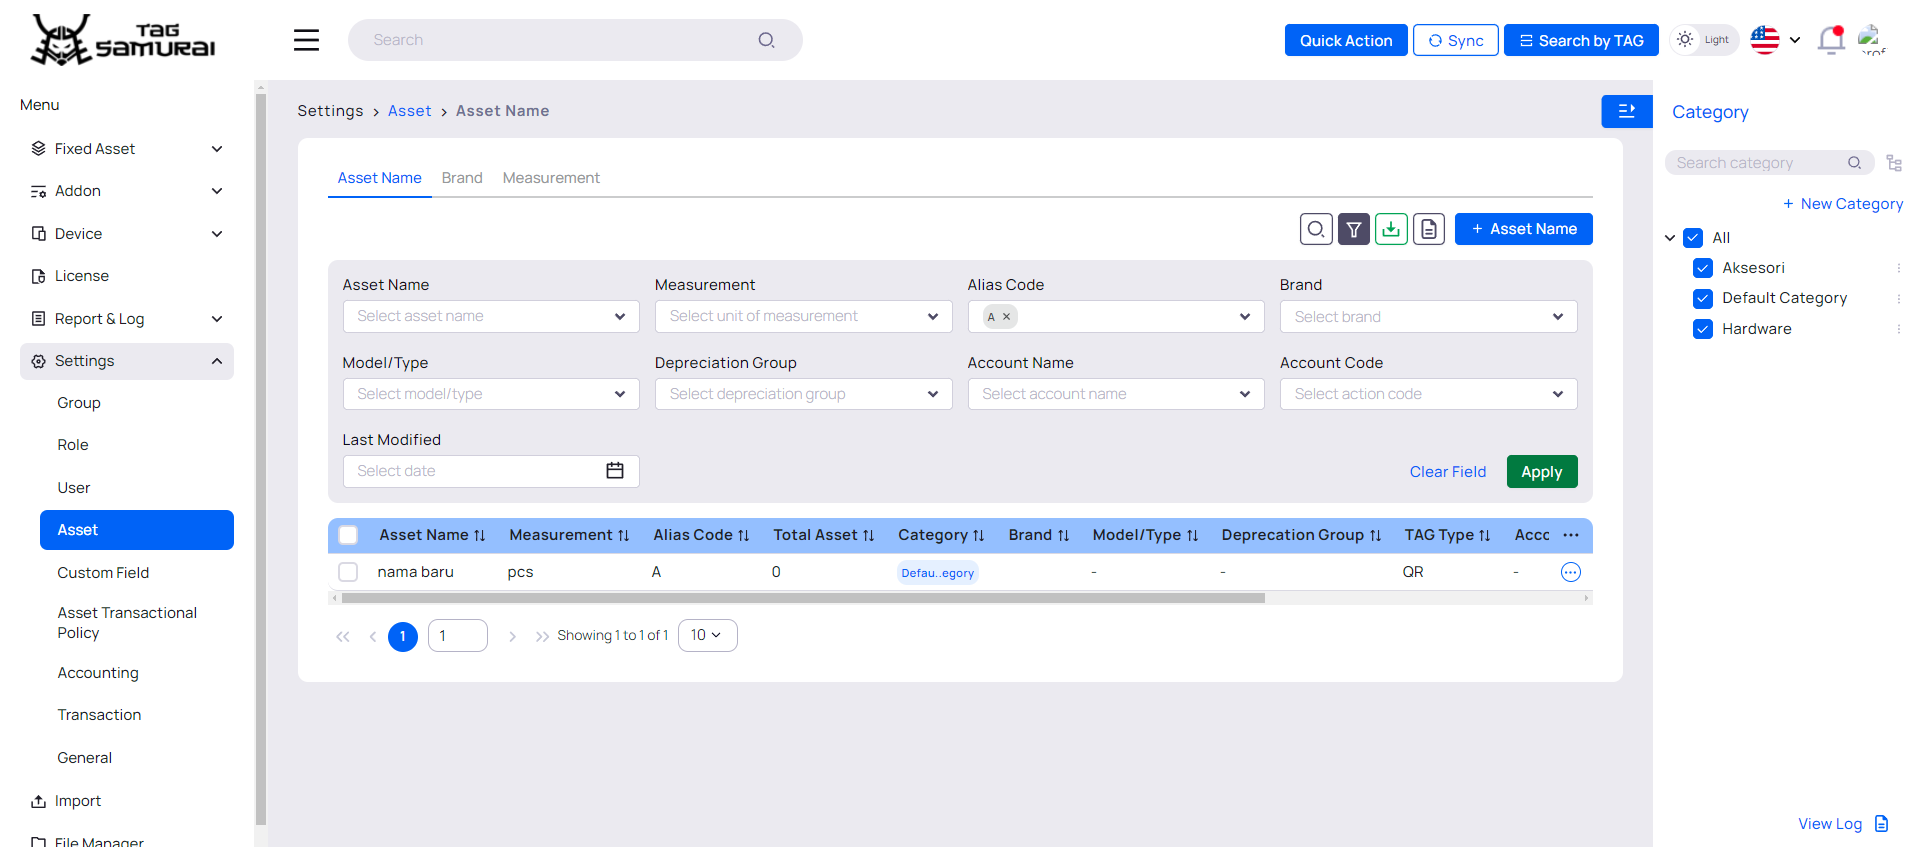 TAG SAMURAI
Search
Quick Action
Sync
Search by TAG
Light
prof
Menu
Fixed Asset
Addon
Device
License
Report & Log
Settings
Group
Role
User
Asset
Custom Field
Asset Transactional
Policy
Accounting
Transaction
General
Import
File Manager
Settings > Asset > Asset Name
Asset Name Brand Measurement
+ Asset Name
Asset Name Measurement Alias Code Brand
Select asset name Select unit of measurement A × Select brand
Model/Type Depreciation Group Account Name Account Code
Select model/type Select depreciation group Select account name Select action code
Last Modified
Select date
Clear Field Apply
Asset Name Measurement Alias Code Total Asset Category Brand Model/Type Deprecation Group TAG Type Acco ...
nama baru pcs A 0 Defau..egory - - QR -
1 1 Showing 1 to 1 of 1 10
Category
Search category
+ New Category
All
Aksesori
Default Category
Hardware
View Log